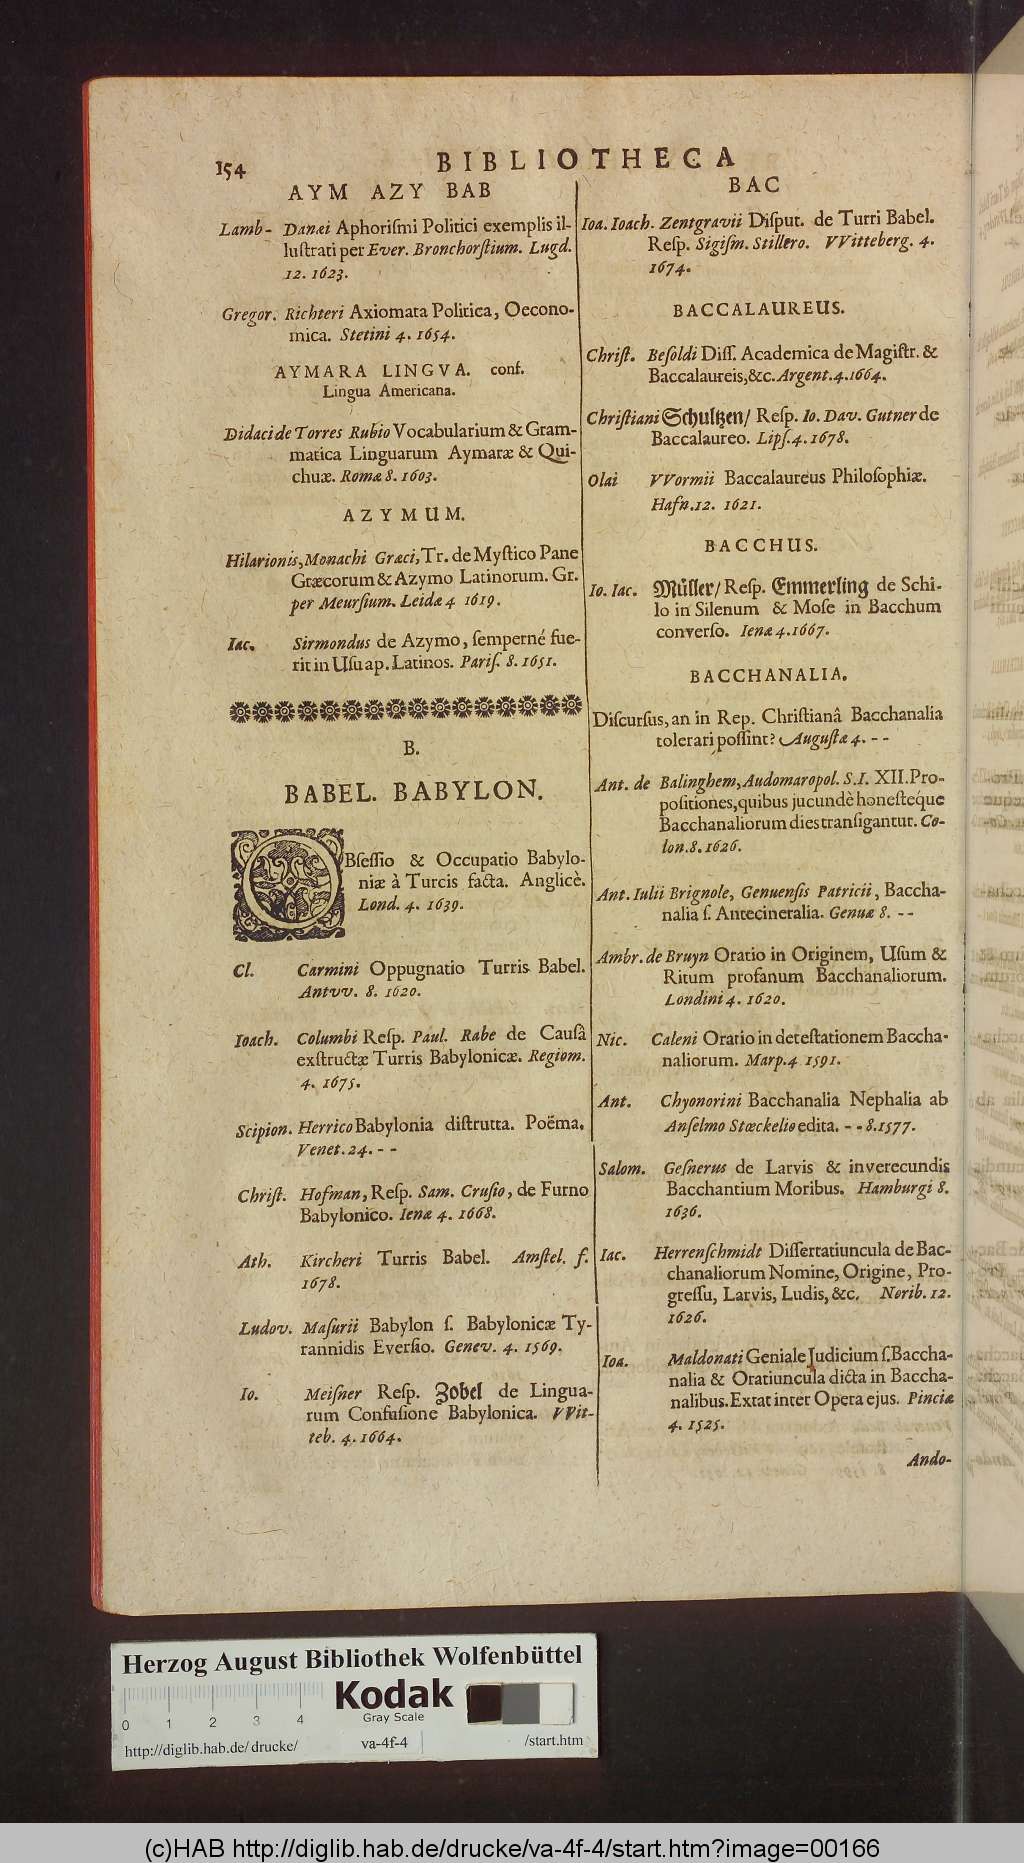 154
BIBLIOTHECA
AYM AZY BAB
Lamb- Danæi Aphoriſmi Politici exemplis il-
luſtrati per Ever. Bronchorſtium. Lugd.
12. 1623.
Gregor. Richteri Axiomata Politica, Oecono-
mica. Stetini 4. 1654.
AYMARA LINGVA. conf.
Lingua Americana.
Didaci de Torres Rubio Vocabularium & Gram-
matica Linguarum Aymaræ & Qui-
chuæ. Romæ 8. 1603.
AZYMUM.
Hilarionis, Monachi Græci, Tr. de Myſtico Pane
Græcorum & Azymo Latinorum. Gr.
per Meurſium. Leidæ 4 1619.
Iac. Sirmondus de Azymo, ſemperné fue-
rit in Uſu ap. Latinos. Pariſ. 8. 1651.
B.
BABEL. BABYLON.
OBſeſſio & Occupatio Babylo-
niæ à Turcis facta. Anglicè.
Lond. 4. 1639.
Cl. Carmini Oppugnatio Turris Babel.
Antvv. 8. 1620.
Ioach. Columbi Reſp. Paul. Rabe de Cauſâ
exſtructæ Turris Babylonicæ. Regiom.
4. 1675.
Scipion. Herrico Babylonia diſtrutta. Poëma.
Venet. 24. - -
Chriſt. Hofman, Reſp. Sam. Cruſio, de Furno
Babylonico. Ienæ 4. 1668.
Ath. Kircheri Turris Babel. Amſtel. f.
1678.
Ludov. Maſurii Babylon ſ. Babylonicæ Ty-
rannidis Everſio. Genev. 4. 1569.
Io. Meiſner Reſp. Zobel de Lingua-
rum Confuſione Babylonica. VVit-
teb. 4. 1664.
BAC
Ioa. Ioach. Zentgravii Diſput. de Turri Babel.
Reſp. Sigiſm. Stillero. VVitteberg. 4.
1674.
BACCALAUREUS.
Chriſt. Beſoldi Diſſ. Academica de Magiſtr. &
Baccalaureis, &c. Argent. 4. 1664.
Chriſtiani Schultzen/ Reſp. Io. Dav. Gutner de
Baccalaureo. Lipſ. 4. 1678.
Olai VVormii Baccalaureus Philoſophiæ.
Hafn. 12. 1621.
BACCHUS.
Io. Iac. Müller/ Reſp. Emmerling de Schi-
lo in Silenum & Moſe in Bacchum
converſo. Ienæ 4. 1667.
BACCHANALIA.
Diſcurſus, an in Rep. Chriſtianâ Bacchanalia
tolerari poſſint? Auguſtæ 4. - -
Ant. de Balinghem, Audomaropol. S. I. XII. Pro-
poſitiones, quibus jucundè honeſteq́ue
Bacchanaliorum dies tranſigantur. Co-
lon. 8. 1626.
Ant. Iulii Brignole, Genuenſis Patricii, Baccha-
nalia ſ. Antecineralia. Genuæ 8. - -
Ambr. de Bruyn Oratio in Originem, Uſum &
Ritum profanum Bacchanaliorum.
Londini 4. 1620.
Nic. Caleni Oratio in deteſtationem Baccha-
naliorum. Marp. 4 1591.
Ant. Chyonorini Bacchanalia Nephalia ab
Anſelmo Stœckelio edita. - - 8. 1577.
Salom. Geſnerus de Larvis & inverecundis
Bacchantium Moribus. Hamburgi 8.
1636.
Iac. Herrenſchmidt Diſſertatiuncula de Bac-
chanaliorum Nomine, Origine, Pro-
greſſu, Larvis, Ludis, &c. Norib. 12.
1626.
Ioa. Maldonati Geniale Judicium ſ. Baccha-
nalia & Oratiuncula dicta in Baccha-
nalibus. Extat inter Opera ejus. Pinciæ
4. 1525.
Ando-
Herzog August Bibliothek Wolfenbüttel
Kodak
Gray Scale
0 1 2 3 4
http://diglib.hab.de/drucke/ va-4f-4 /start.htm
(c)HAB http://diglib.hab.de/drucke/va-4f-4/start.htm?image=00166